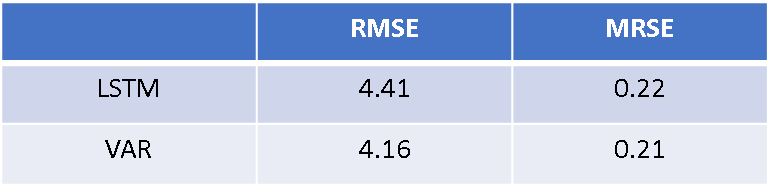 RMSE MRSE
LSTM 4.41 0.22
VAR 4.16 0.21